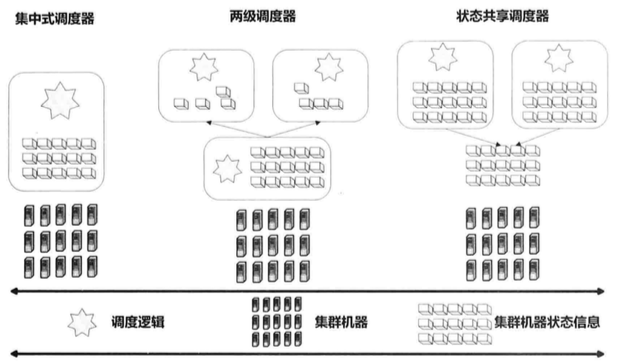 集中式调度器
两级调度器
状态共享调度器
调度逻辑
集群机器
集群机器状态信息